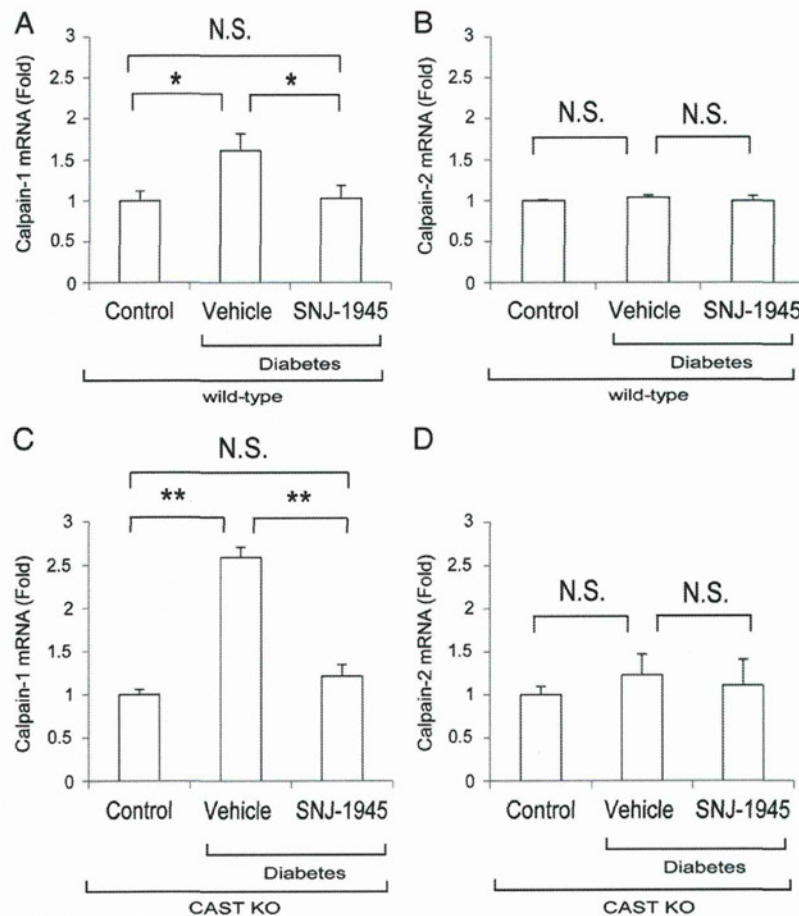 A
N.S.
* *
Calpain-1 mRNA (Fold)
3
2.5
2
1.5
1
0.5
0
Control Vehicle SNJ-1945
Diabetes
wild-type
B
N.S. N.S.
Calpain-2 mRNA (Fold)
3
2.5
2
1.5
1
0.5
0
Control Vehicle SNJ-1945
Diabetes
wild-type
C
N.S.
** **
Calpain-1 mRNA (Fold)
3
2.5
2
1.5
1
0.5
0
Control Vehicle SNJ-1945
Diabetes
CAST KO
D
N.S. N.S.
Calpain-2 mRNA (Fold)
3
2.5
2
1.5
1
0.5
0
Control Vehicle SNJ-1945
Diabetes
CAST KO